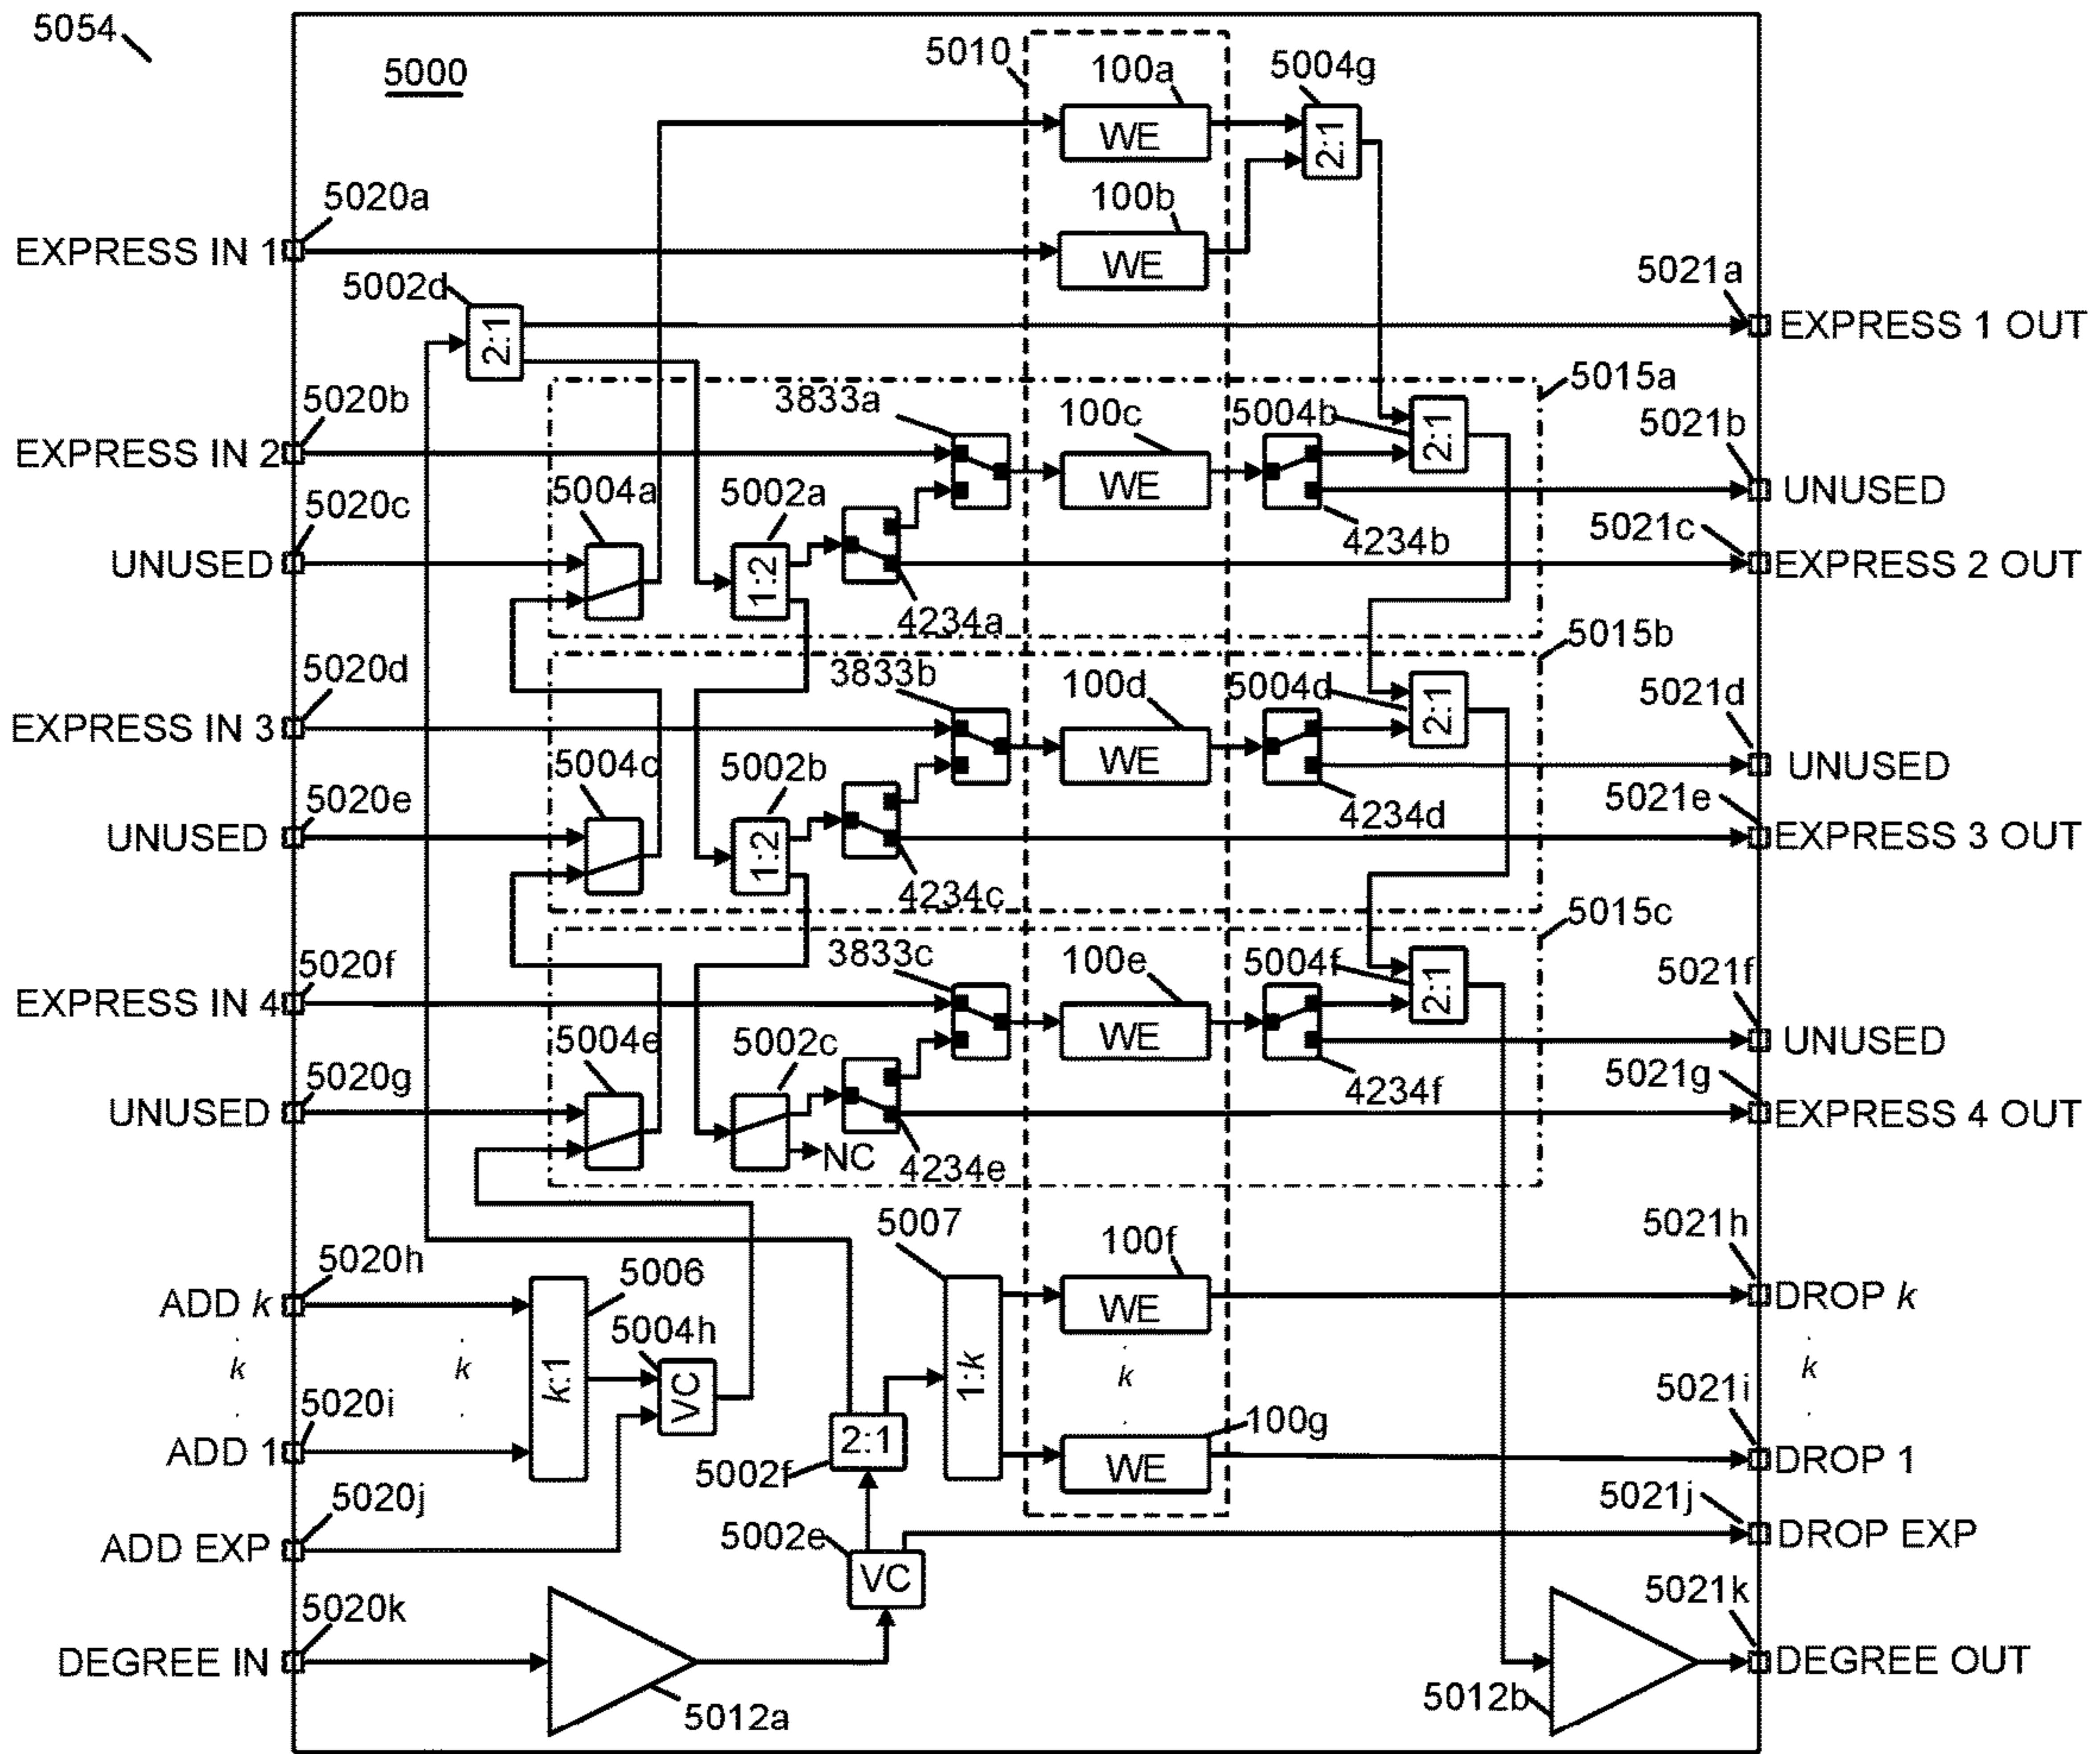 5054
5000
5010
100a
5004g
WE
2:1
5020a
100b
EXPRESS IN 1
WE
5021a
5002d
2:1
EXPRESS 1 OUT
5015a
5020b
3833a
100c
5004b
2:1
5021b
EXPRESS IN 2
WE
5004a
5002a
UNUSED
5020c
5021c
4234b
UNUSED
1:2
EXPRESS 2 OUT
4234a
5015b
5020d
3833b
100d
5004d
2:1
5021d
EXPRESS IN 3
WE
5004c
5002b
UNUSED
5020e
5021e
4234d
UNUSED
1:2
EXPRESS 3 OUT
4234c
5015c
5020f
3833c
100e
5004f
2:1
5021f
EXPRESS IN 4
WE
5004e
5002c
UNUSED
5020g
5021g
4234f
UNUSED
EXPRESS 4 OUT
NC
4234e
5007
5021h
5020h
5006
100f
ADD k
WE
DROP k
5004h
k
k
k:1
VC
1:k
k
k
5020i
5021i
100g
ADD 1
2:1
WE
DROP 1
5002f
5020j
5021j
ADD EXP
5002e
DROP EXP
VC
5020k
5021k
DEGREE IN
DEGREE OUT
5012a
5012b